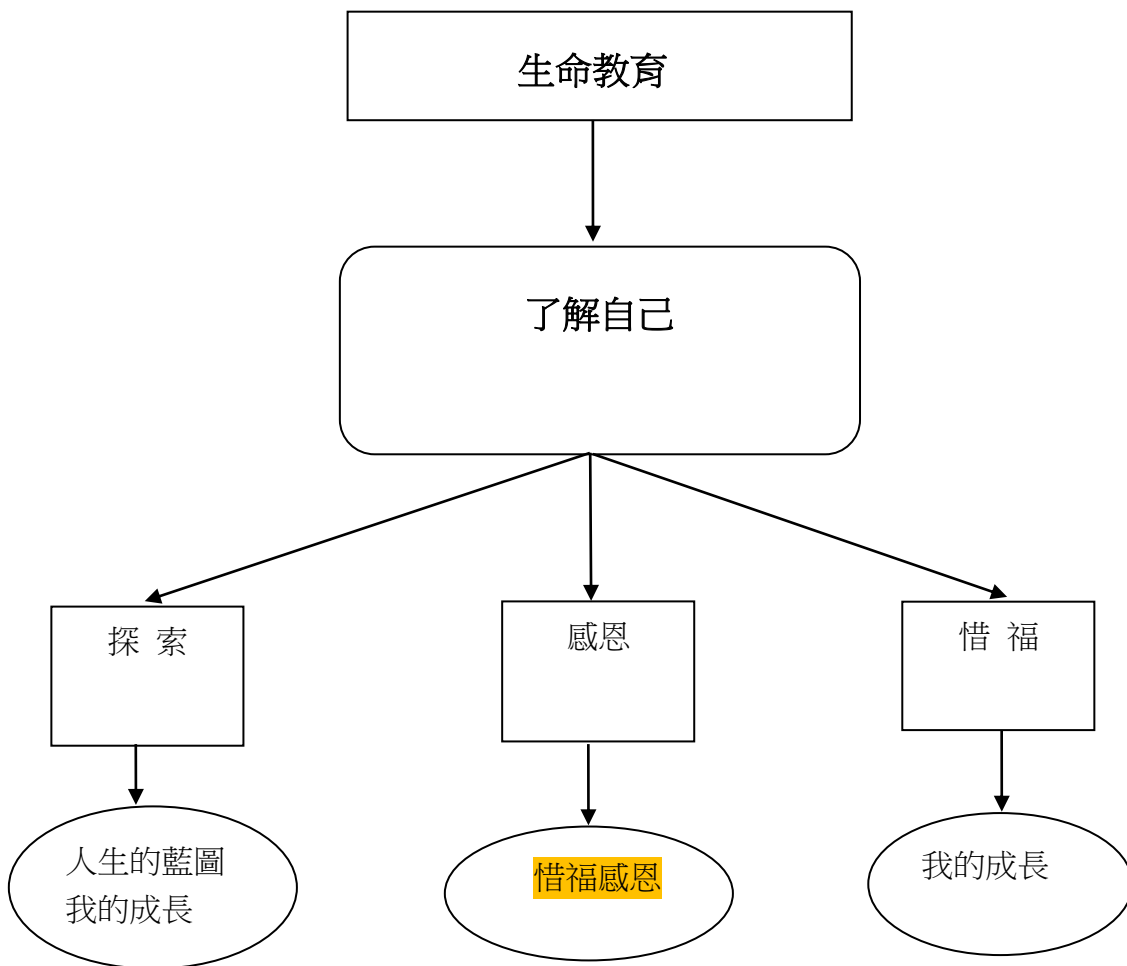 生命教育
了解自己
探 索
感恩
惜 福
人生的藍圖
我的成長
惜福感恩
我的成長